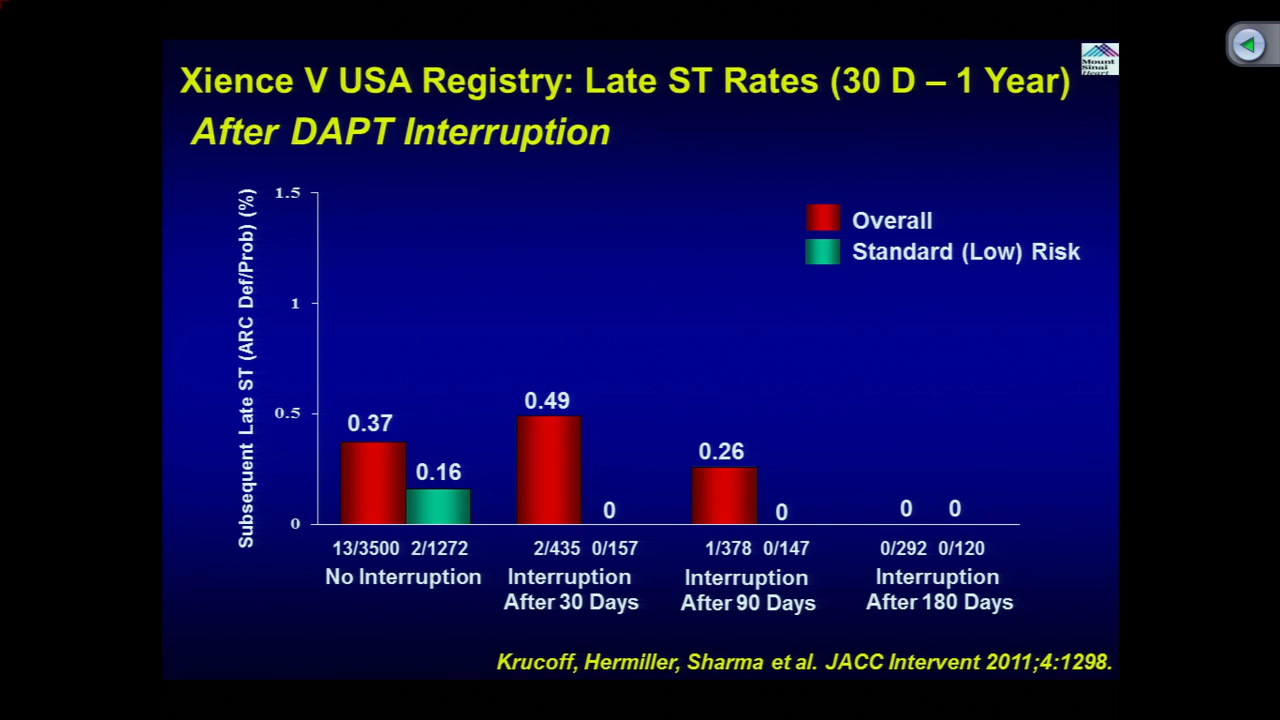 Mount
Sinai
Heart
Xience V USA Registry: Late ST Rates (30 D – 1 Year)
After DAPT Interruption
Subsequent Late ST (ARC Def/Prob) (%)
1.5
1
0.5
0
Overall
Standard (Low) Risk
0.37
0.16
0.49
0
0.26
0
0
0
13/3500 2/1272
2/435 0/157
1/378 0/147
0/292 0/120
No Interruption
Interruption
After 30 Days
Interruption
After 90 Days
Interruption
After 180 Days
Krucoff, Hermiller, Sharma et al. JACC Intervent 2011;4:1298.